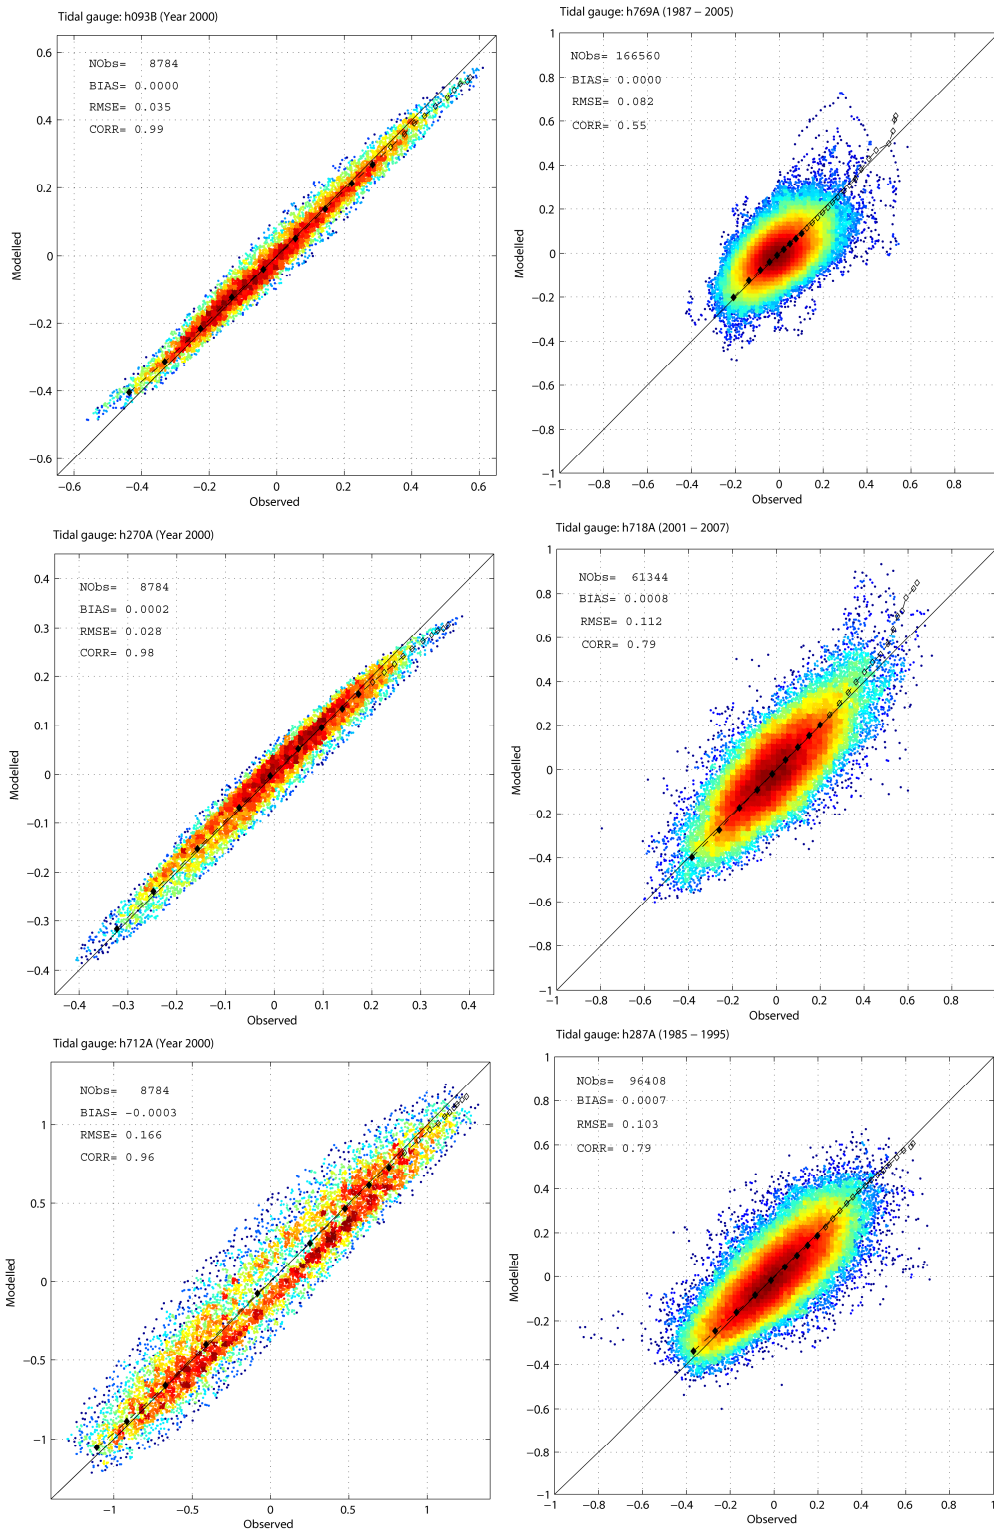 Tidal gauge: h093B (Year 2000)
NObs= 8784
BIAS= 0.0000
RMSE= 0.035
CORR= 0.99
0.6
0.4
0.2
0
−0.2
−0.4
−0.6
Modelled
−0.6 −0.4 −0.2 0 0.2 0.4 0.6
Observed
Tidal gauge: h769A (1987 − 2005)
NObs= 166560
BIAS= 0.0000
RMSE= 0.082
CORR= 0.55
1
0.8
0.6
0.4
0.2
0
−0.2
−0.4
−0.6
−0.8
−1
Modelled
−1 −0.8 −0.6 −0.4 −0.2 0 0.2 0.4 0.6 0.8 1
Observed
Tidal gauge: h270A (Year 2000)
NObs= 8784
BIAS= 0.0002
RMSE= 0.028
CORR= 0.98
0.4
0.3
0.2
0.1
0
−0.1
−0.2
−0.3
−0.4
Modelled
−0.4 −0.3 −0.2 −0.1 0 0.1 0.2 0.3 0.4
Observed
Tidal gauge: h718A (2001 − 2007)
NObs= 61344
BIAS= 0.0008
RMSE= 0.112
CORR= 0.79
1
0.8
0.6
0.4
0.2
0
−0.2
−0.4
−0.6
−0.8
−1
Modelled
−1 −0.8 −0.6 −0.4 −0.2 0 0.2 0.4 0.6 0.8 1
Observed
Tidal gauge: h712A (Year 2000)
NObs= 8784
BIAS= −0.0003
RMSE= 0.166
CORR= 0.96
1
0.5
0
−0.5
−1
Modelled
−1 −0.5 0 0.5 1
Observed
Tidal gauge: h287A (1985 − 1995)
NObs= 96408
BIAS= 0.0007
RMSE= 0.103
CORR= 0.79
1
0.8
0.6
0.4
0.2
0
−0.2
−0.4
−0.6
−0.8
−1
Modelled
−1 −0.8 −0.6 −0.4 −0.2 0 0.2 0.4 0.6 0.8 1
Observed